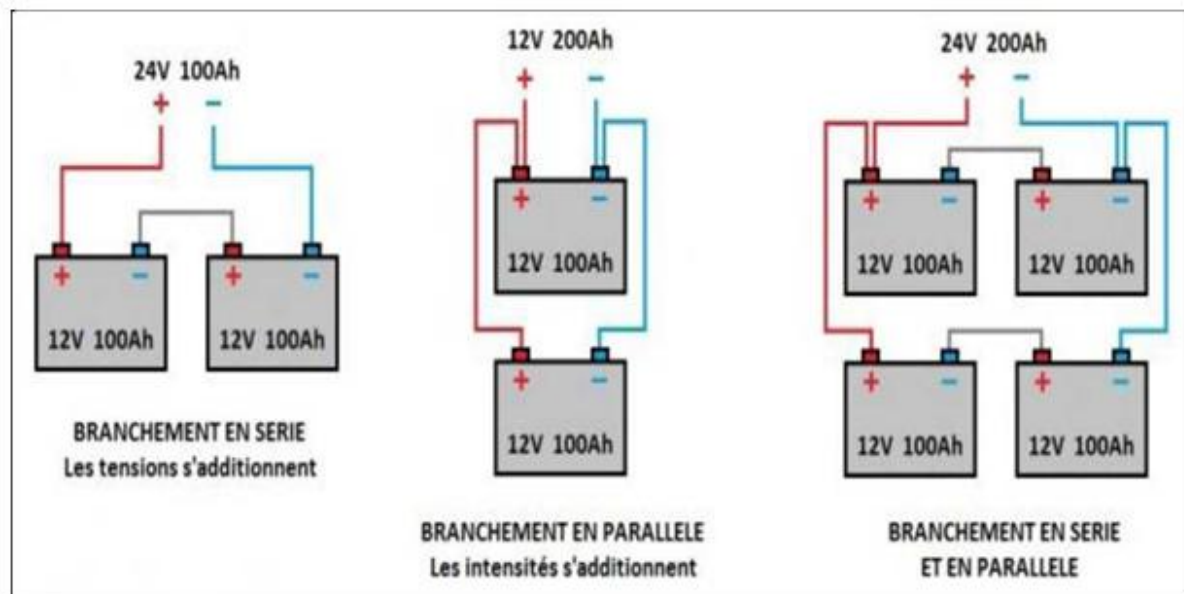 24V 100Ah
+ −
+ − + −
12V 100Ah 12V 100Ah
BRANCHEMENT EN SERIE
Les tensions s'additionnent
12V 200Ah
+ −
+ −
12V 100Ah
+ −
12V 100Ah
BRANCHEMENT EN PARALLELE
Les intensités s'additionnent
24V 200Ah
+ −
+ − + −
12V 100Ah 12V 100Ah
+ − + −
12V 100Ah 12V 100Ah
BRANCHEMENT EN SERIE
ET EN PARALLELE